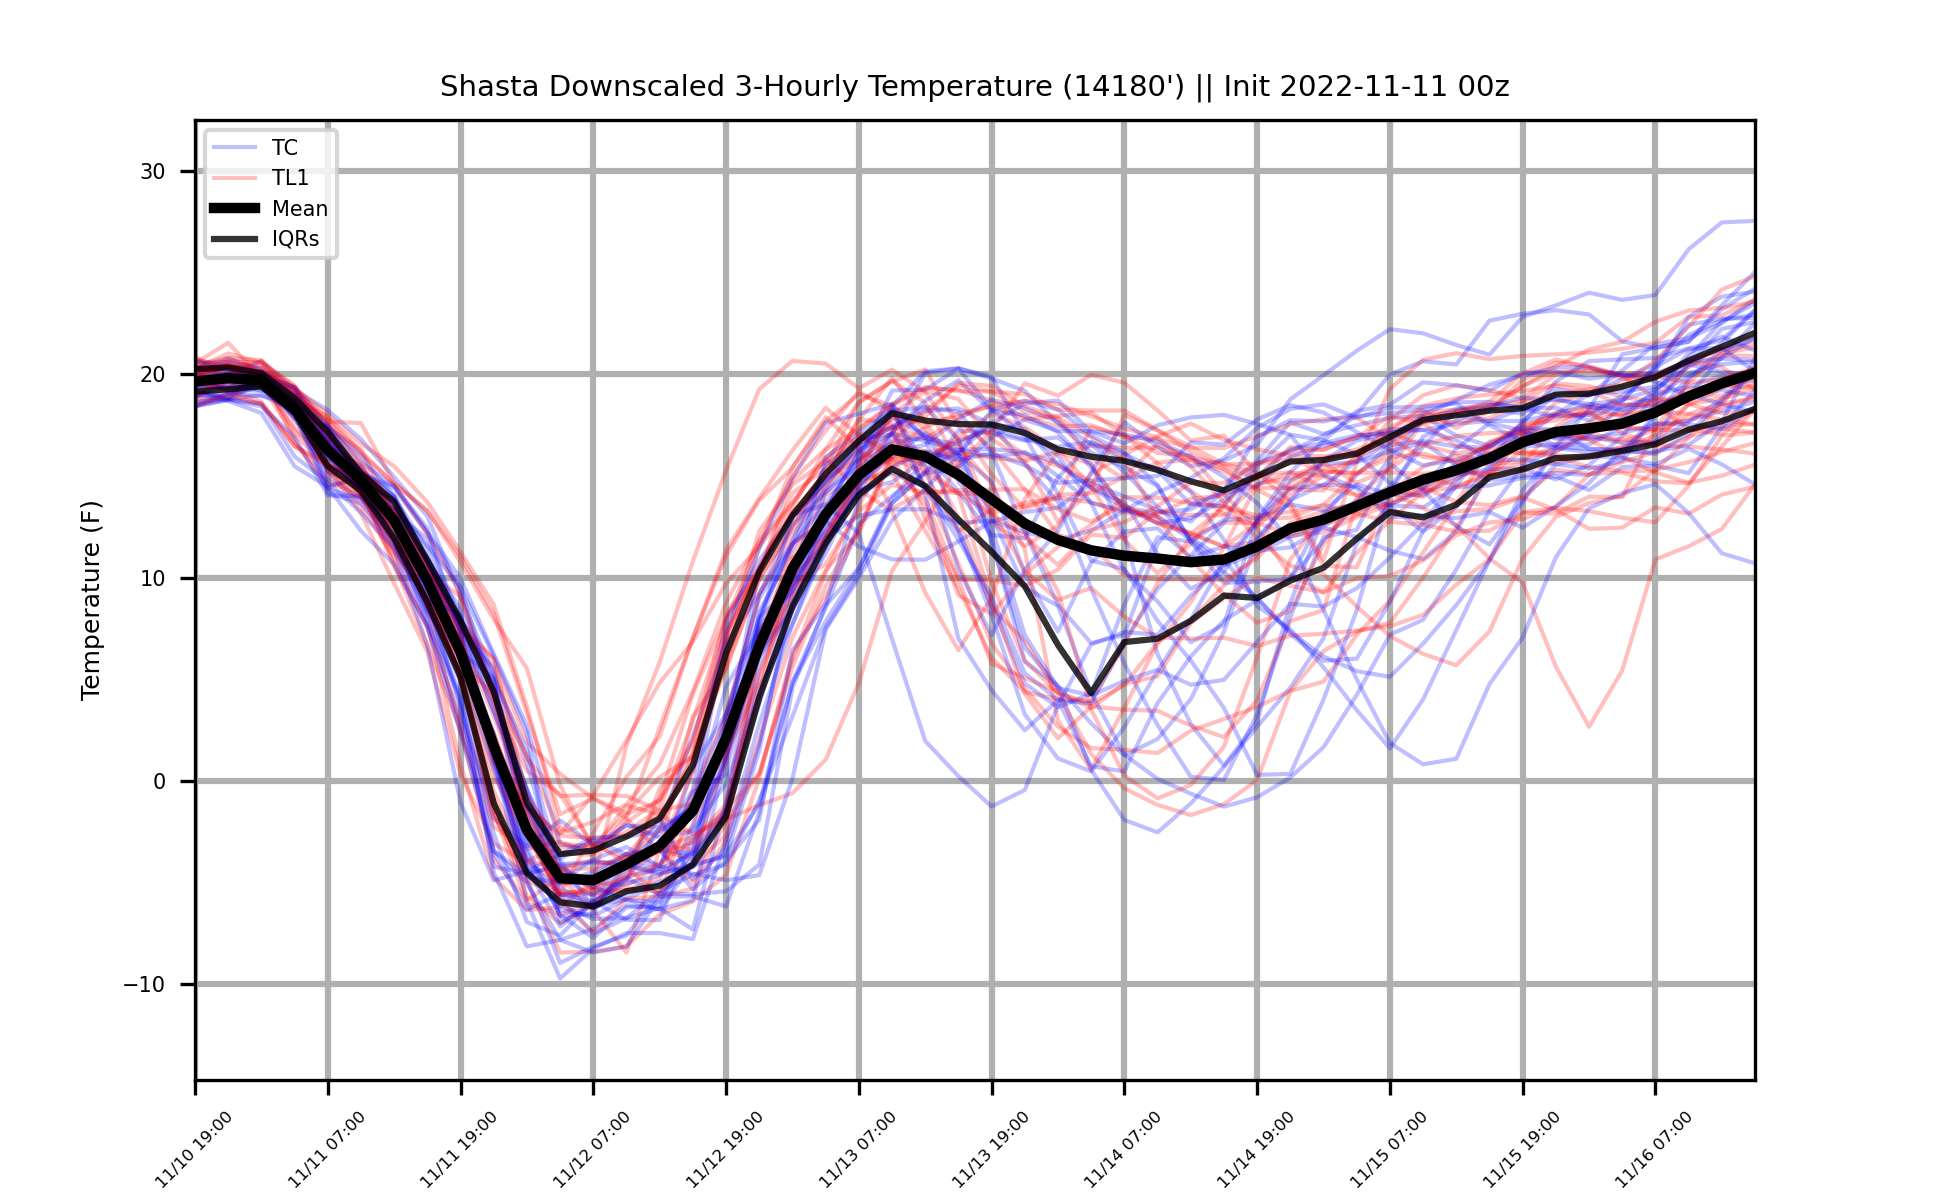 Shasta Downscaled 3-Hourly Temperature (14180') || Init 2022-11-11 00z
TC
TL1
Mean
IQRs
Temperature (F)
30
20
10
0
−10
11/10 19:00
11/11 07:00
11/11 19:00
11/12 07:00
11/12 19:00
11/13 07:00
11/13 19:00
11/14 07:00
11/14 19:00
11/15 07:00
11/15 19:00
11/16 07:00